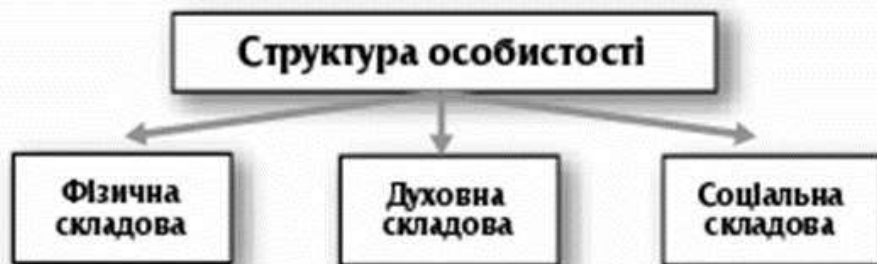 Структура особистості
Фізична
складова
Духовна
складова
Соціальна
складова